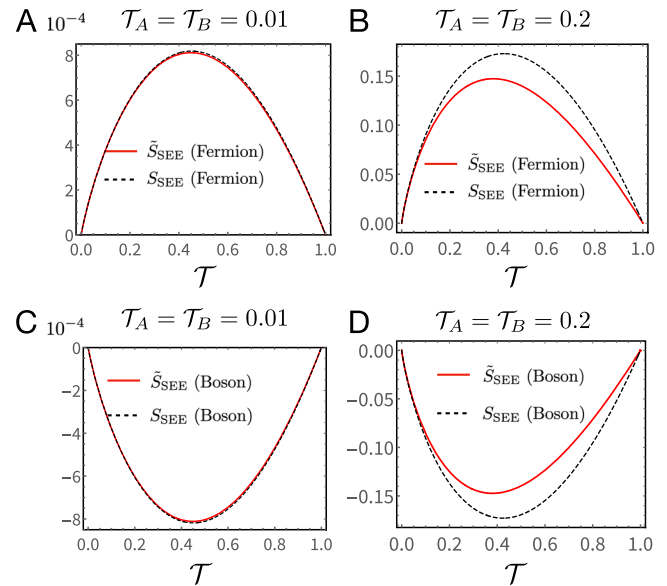 A 10⁻⁴ 𝒯_A = 𝒯_B = 0.01
8
6
4
2
0
S̃_SEE (Fermion)
S_SEE (Fermion)
0.0 0.2 0.4 0.6 0.8 1.0
𝒯
B 𝒯_A = 𝒯_B = 0.2
0.15
0.10
0.05
0.00
S̃_SEE (Fermion)
S_SEE (Fermion)
0.0 0.2 0.4 0.6 0.8 1.0
𝒯
C 10⁻⁴ 𝒯_A = 𝒯_B = 0.01
0
−2
−4
−6
−8
S̃_SEE (Boson)
S_SEE (Boson)
0.0 0.2 0.4 0.6 0.8 1.0
𝒯
D 𝒯_A = 𝒯_B = 0.2
0.00
−0.05
−0.10
−0.15
S̃_SEE (Boson)
S_SEE (Boson)
0.0 0.2 0.4 0.6 0.8 1.0
𝒯